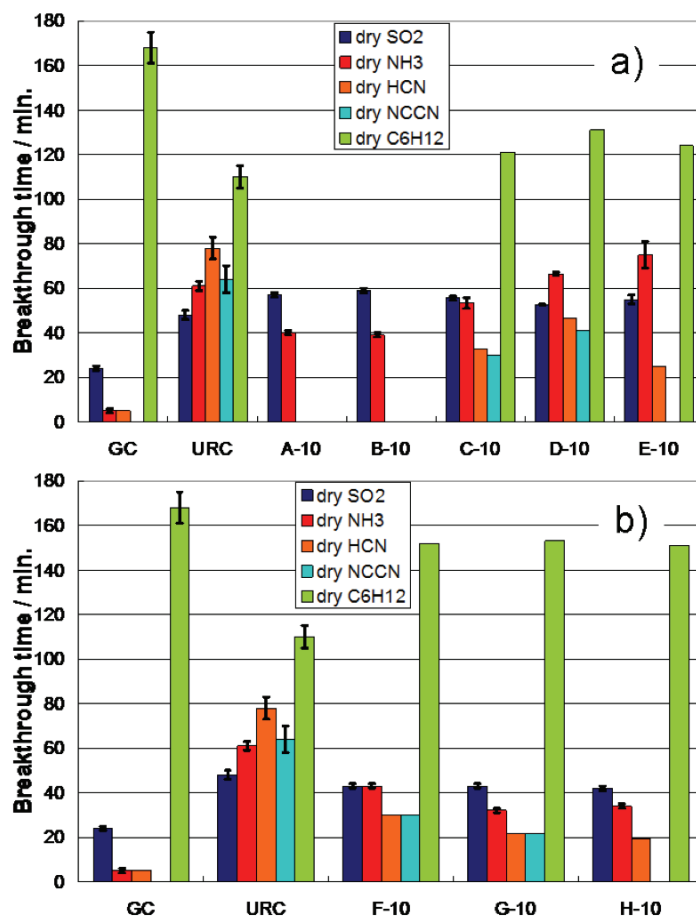 180
160
140
120
100
80
60
40
20
0
Breakthrough time / min.
dry SO2
dry NH3
dry HCN
dry NCCN
dry C6H12
a)
GC URC A-10 B-10 C-10 D-10 E-10
180
160
140
120
100
80
60
40
20
0
Breakthrough time / min.
dry SO2
dry NH3
dry HCN
dry NCCN
dry C6H12
b)
GC URC F-10 G-10 H-10